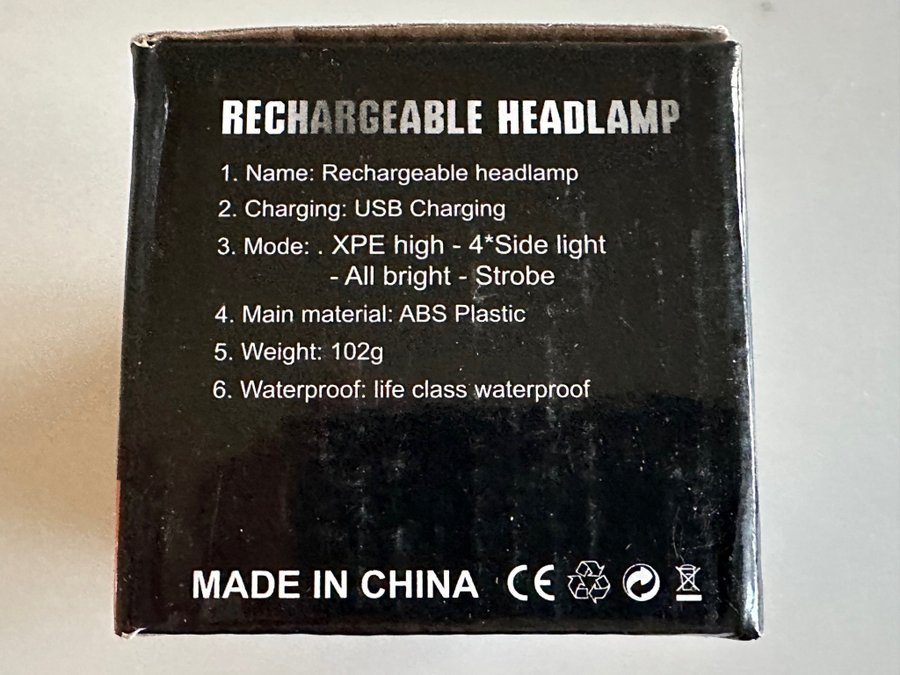 RECHARGEABLE HEADLAMP
1. Name: Rechargeable headlamp
2. Charging: USB Charging
3. Mode: . XPE high - 4*Side light
- All bright - Strobe
4. Main material: ABS Plastic
5. Weight: 102g
6. Waterproof: life class waterproof
MADE IN CHINA CE